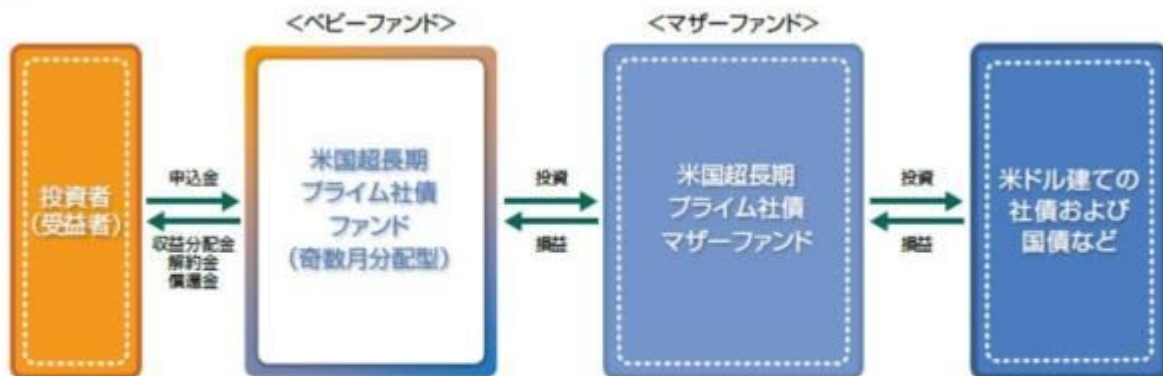 <ベビーファンド>
<マザーファンド>
投資者
(受益者)
申込金
収益分配金
解約金
償還金
米国超長期
プライム社債
ファンド
(奇数月分配型)
投資
損益
米国超長期
プライム社債
マザーファンド
投資
損益
米ドル建ての
社債および
国債など